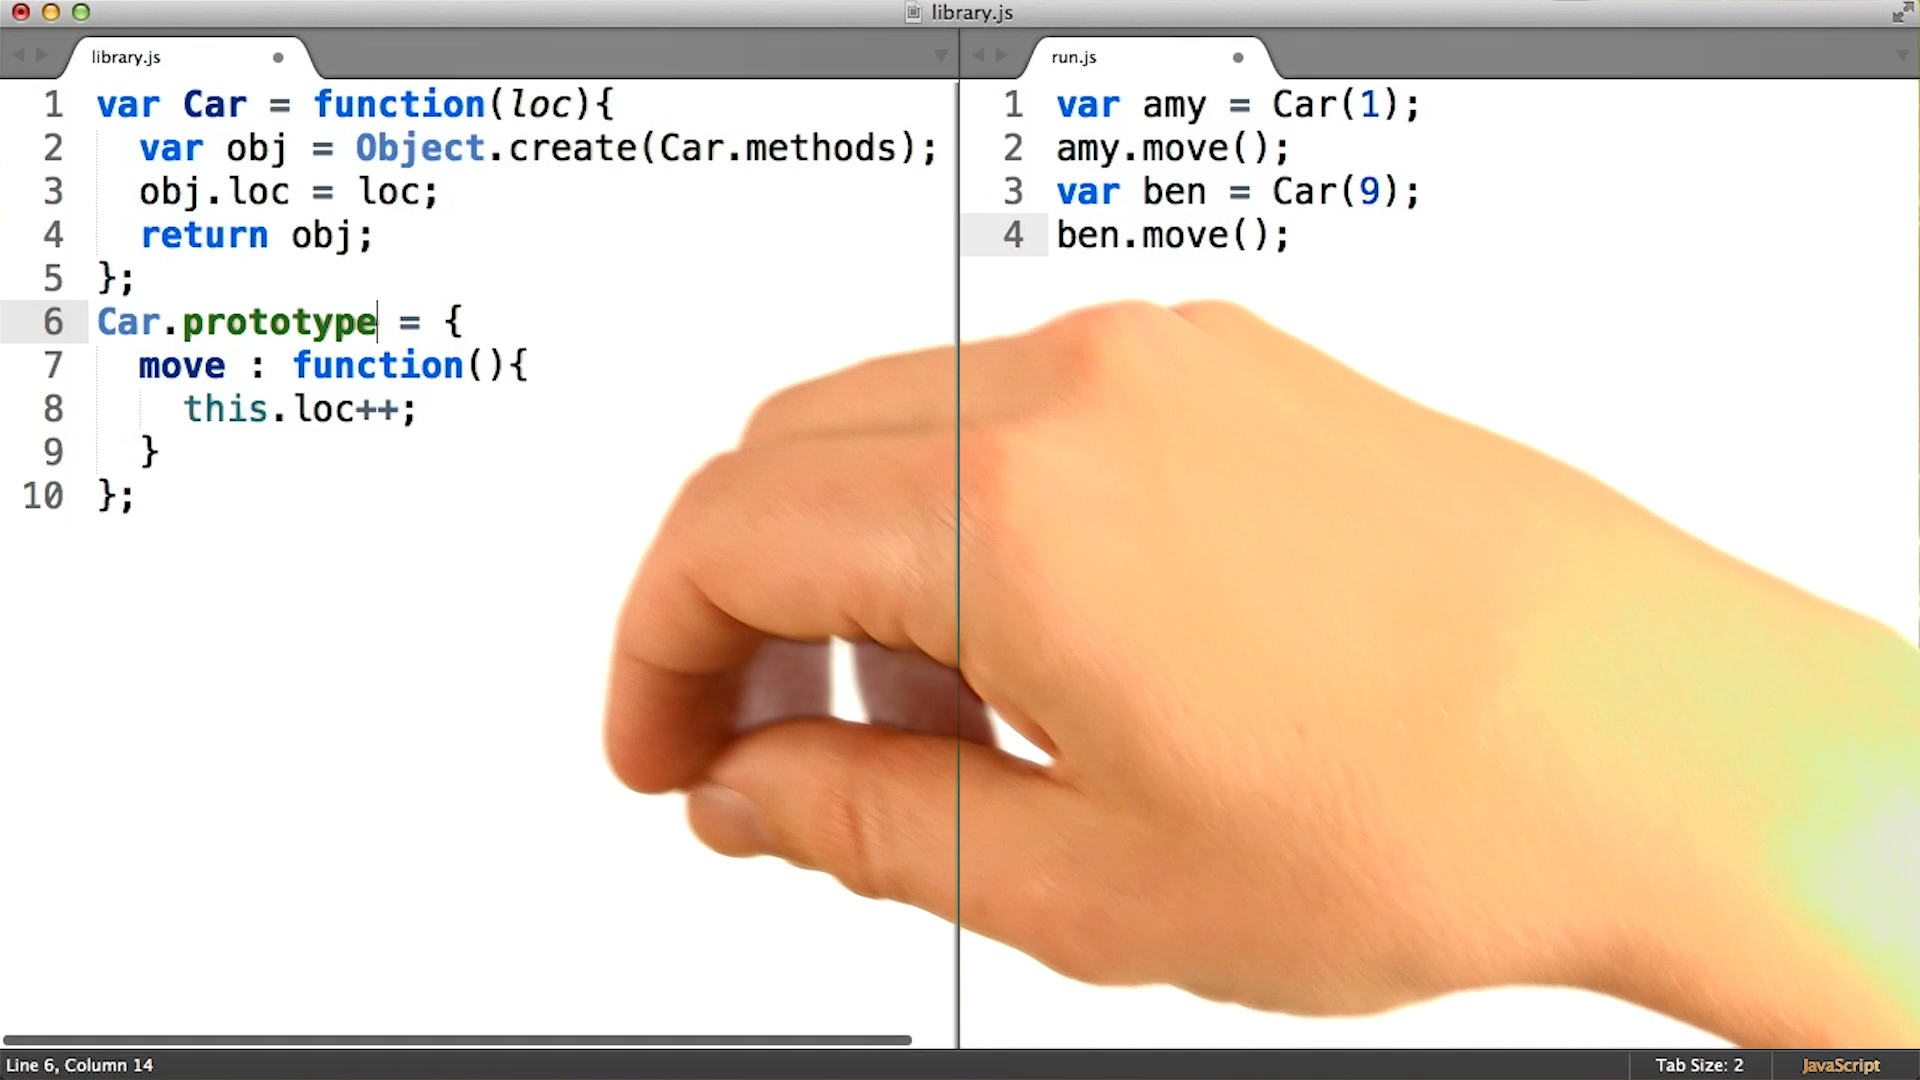 library.js
library.js
1 var Car = function(loc){
2   var obj = Object.create(Car.methods);
3   obj.loc = loc;
4   return obj;
5 };
6 Car.prototype = {
7   move : function(){
8     this.loc++;
9   }
10 };
run.js
1 var amy = Car(1);
2 amy.move();
3 var ben = Car(9);
4 ben.move();
Line 6, Column 14
Tab Size: 2
JavaScript